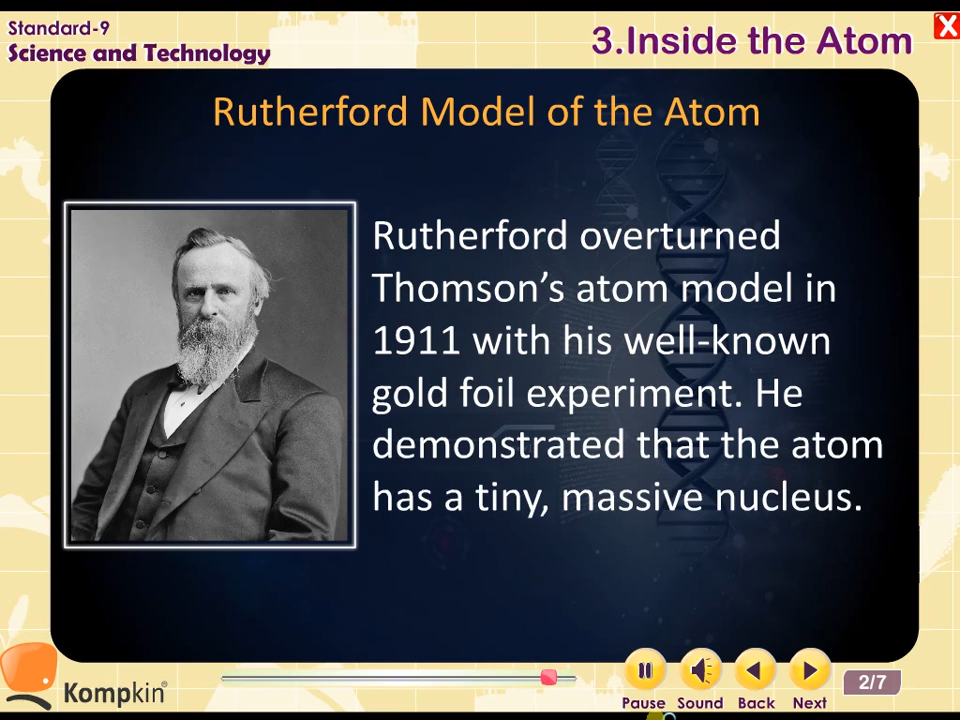 Standard-9
Science and Technology
3.Inside the Atom
X
Rutherford Model of the Atom
Rutherford overturned
Thomson’s atom model in
1911 with his well-known
gold foil experiment. He
demonstrated that the atom
has a tiny, massive nucleus.
Kompkin®
Pause Sound Back Next
2/7